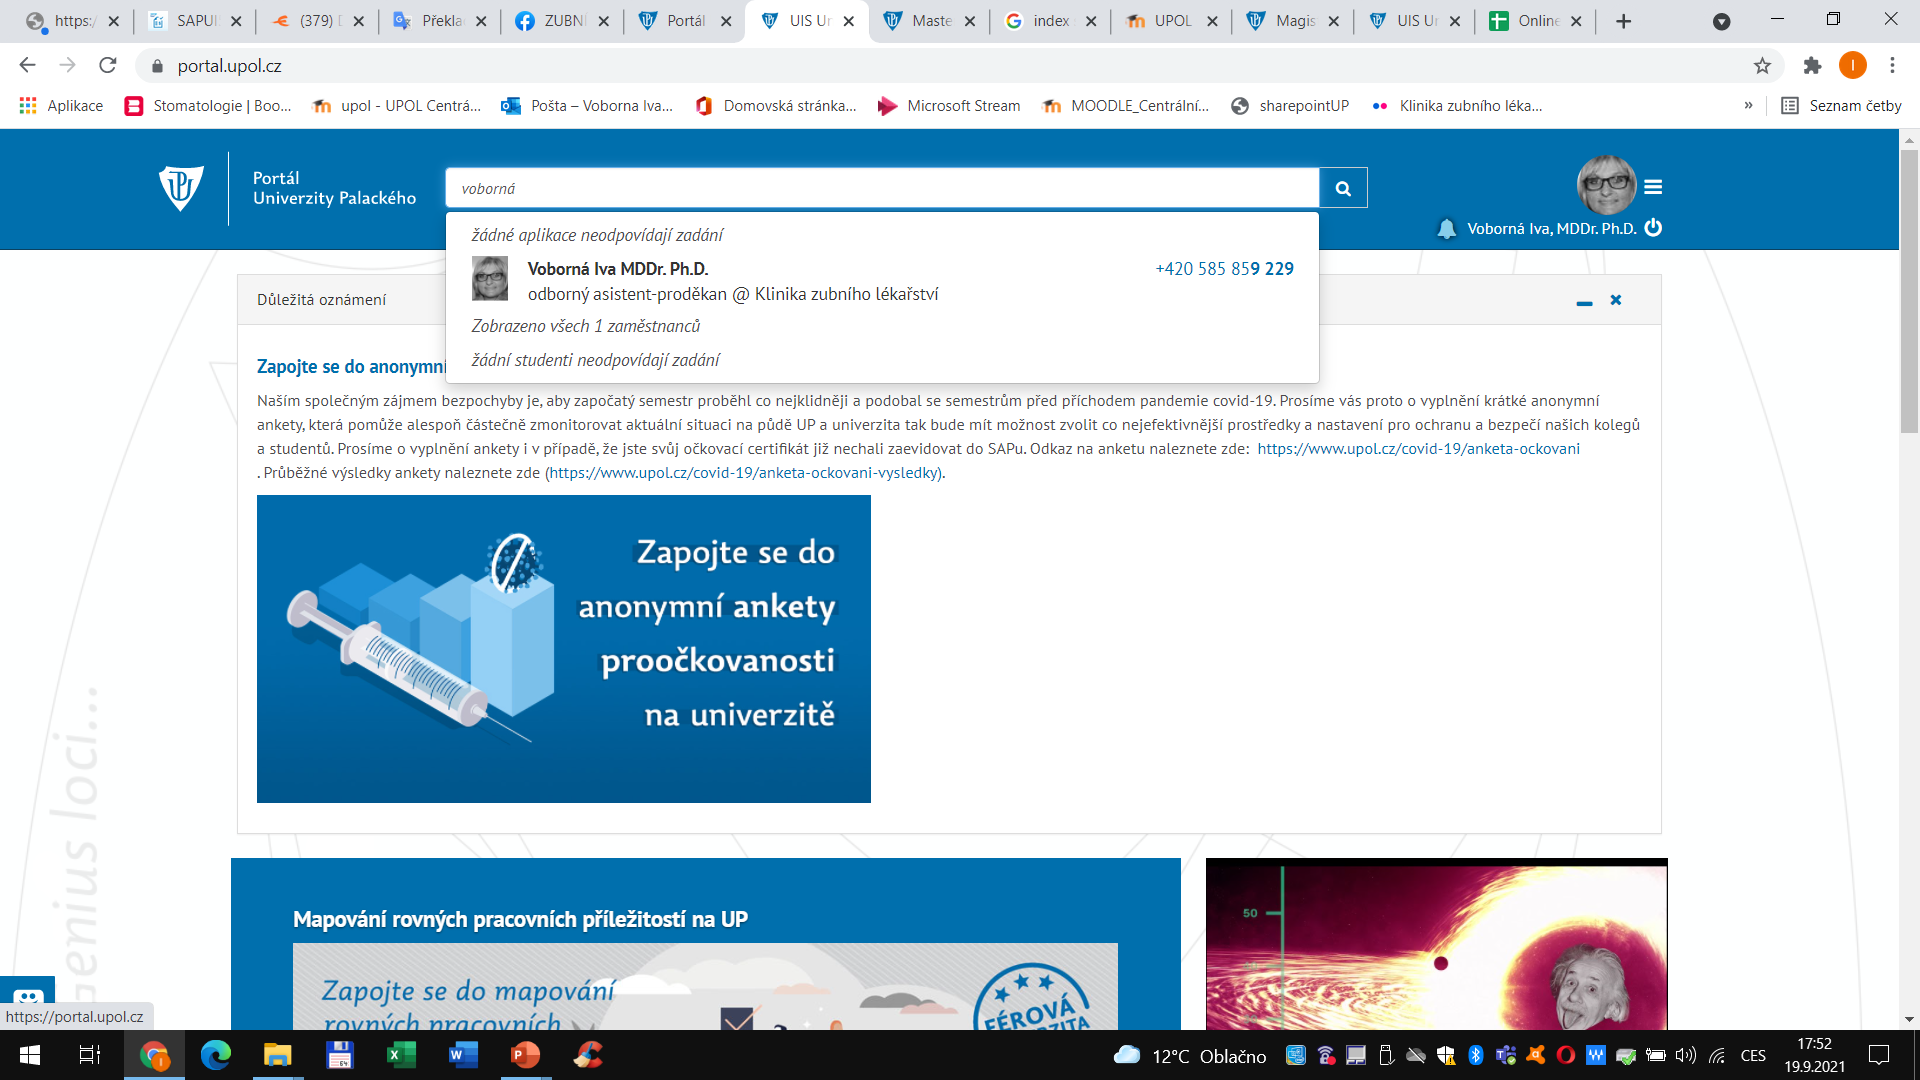 https:/
SAPUI
(379)
Překla
ZUBN
Portál
UIS Ur
Maste
index
UPOL
Magis
UIS Ur
Online
portal.upol.cz
I
Aplikace
Stomatologie | Boo...
upol - UPOL Centrá...
Pošta – Voborna Iva...
Domovská stránka...
Microsoft Stream
MOODLE_Centrální...
sharepointUP
Klinika zubního léka...
»
Seznam četby
Portál
Univerzity Palackého
voborná
Voborná Iva, MDDr. Ph.D.
žádné aplikace neodpovídají zadání
Voborná Iva MDDr. Ph.D.
+420 585 859 229
odborný asistent-proděkan @ Klinika zubního lékařství
Zobrazeno všech 1 zaměstnanců
žádní studenti neodpovídají zadání
Důležitá oznámení
Zapojte se do anonymní
Naším společným zájmem bezpochyby je, aby započatý semestr proběhl co nejklidněji a podobal se semestrům před příchodem pandemie covid-19. Prosíme vás proto o vyplnění krátké anonymní
ankety, která pomůže alespoň částečně zmonitorovat aktuální situaci na půdě UP a univerzita tak bude mít možnost zvolit co nejefektivnější prostředky a nastavení pro ochranu a bezpečí našich kolegů
a studentů. Prosíme o vyplnění ankety i v případě, že jste svůj očkovací certifikát již nechali zaevidovat do SAPu. Odkaz na anketu naleznete zde: https://www.upol.cz/covid-19/anketa-ockovani
. Průběžné výsledky ankety naleznete zde (https://www.upol.cz/covid-19/anketa-ockovani-vysledky).
Zapojte se do
anonymní ankety
proočkovanosti
na univerzitě
genius loci...
Mapování rovných pracovních příležitostí na UP
Zapojte se do mapování
rovných pracovních
FÉROVÁ
50
https://portal.upol.cz
64
12°C Oblačno
CES
17:52
19.9.2021